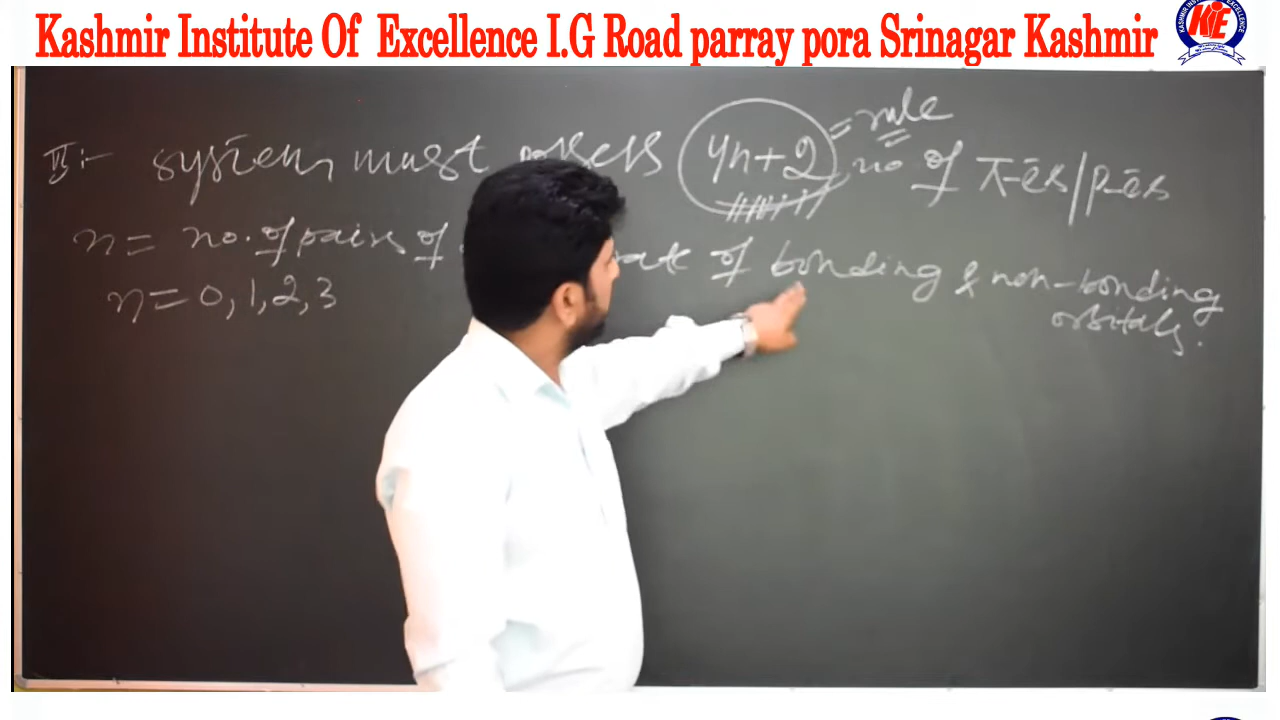 Kashmir Institute Of Excellence I.G Road parray pora Srinagar Kashmir
KIE
II:- system must possess 4n+2 = rule no of π-ēs/p-ēs
n = no. of pairs of of bonding & non-bonding
orbitals.
n = 0, 1, 2, 3